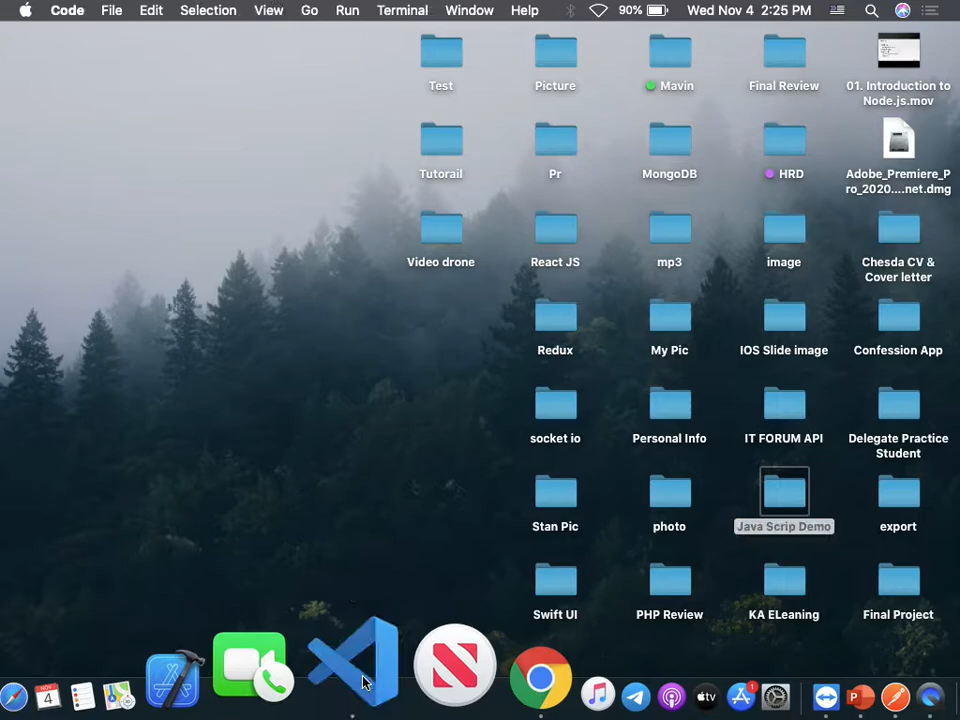 Code File Edit Selection View Go Run Terminal Window Help 90% Wed Nov 4 2:25 PM
Test Picture Mavin Final Review 01. Introduction to
Node.js.mov
Tutorail Pr MongoDB HRD Adobe_Premiere_P
ro_2020....net.dmg
Video drone React JS mp3 image Chesda CV &
Cover letter
Redux My Pic IOS Slide image Confession App
socket io Personal Info IT FORUM API Delegate Practice
Student
Stan Pic photo Java Scrip Demo export
Swift UI PHP Review KA ELeaning Final Project
NOV
4
tv
1